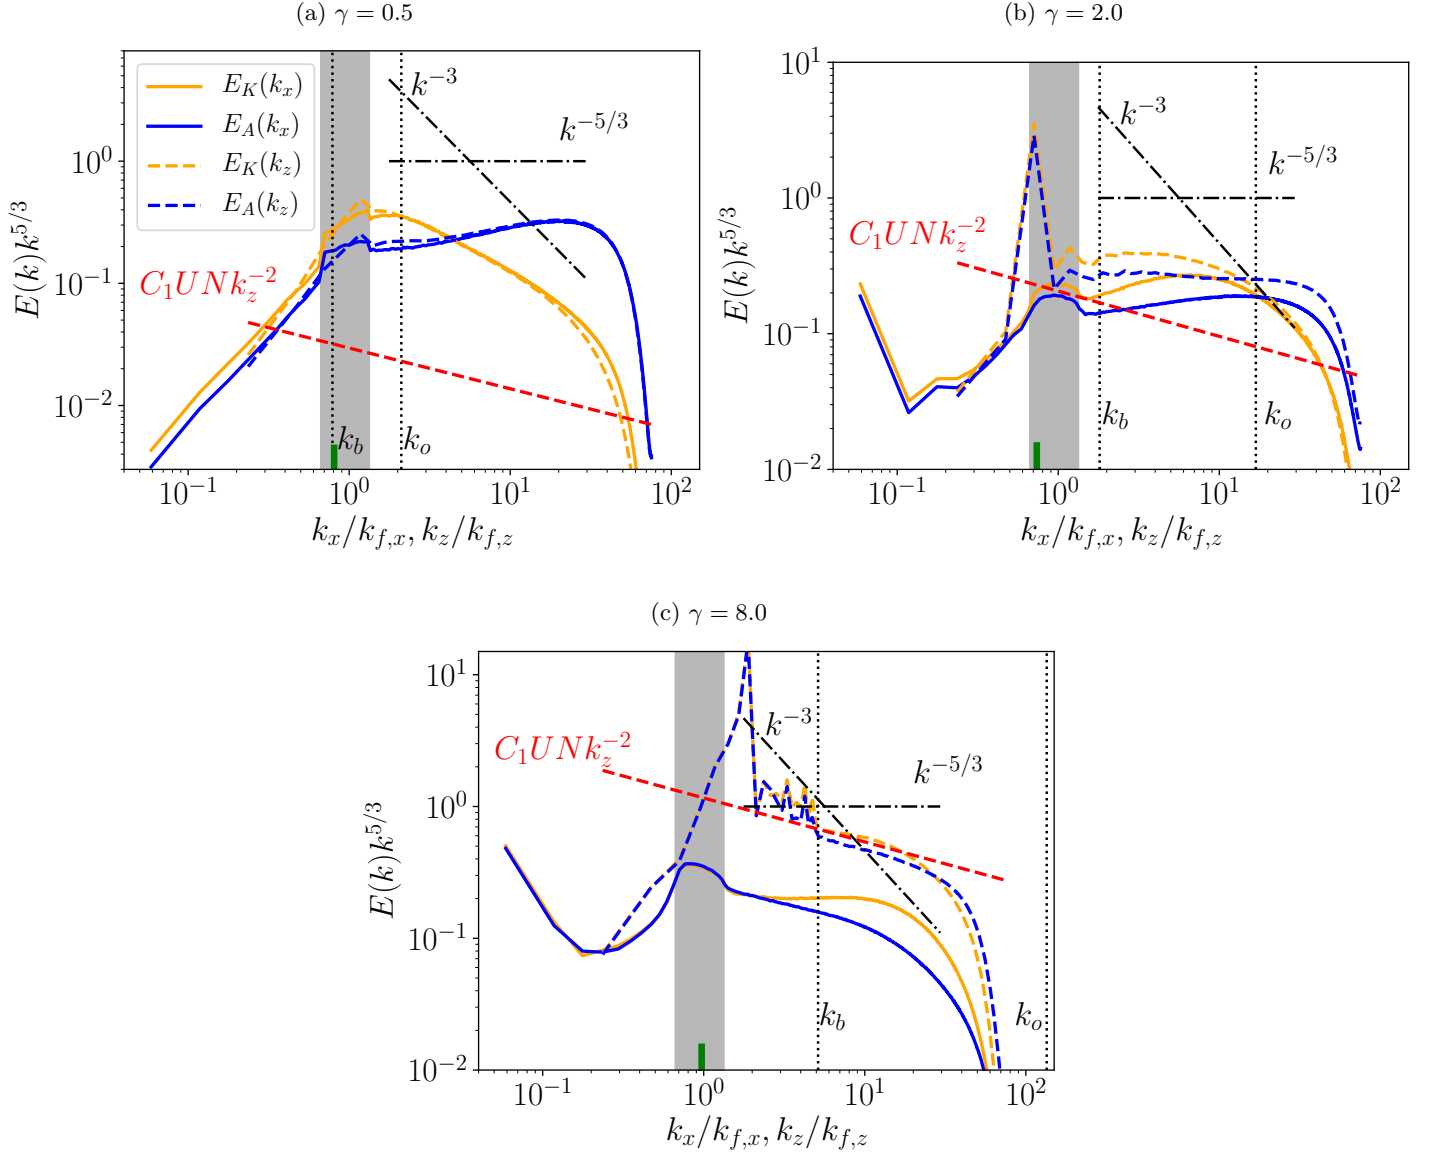 (a) γ = 0.5
E_K(k_x)
E_A(k_x)
E_K(k_z)
E_A(k_z)
k^{-3}
k^{-5/3}
C_1UNk_z^{-2}
k_b
k_o
10^0
10^{-1}
10^{-2}
E(k)k^{5/3}
10^{-1} 10^0 10^1 10^2
k_x/k_{f,x}, k_z/k_{f,z}
(b) γ = 2.0
10^1
10^0
10^{-1}
10^{-2}
E(k)k^{5/3}
k^{-3}
k^{-5/3}
C_1UNk_z^{-2}
k_b
k_o
10^{-1} 10^0 10^1 10^2
k_x/k_{f,x}, k_z/k_{f,z}
(c) γ = 8.0
10^1
10^0
10^{-1}
10^{-2}
E(k)k^{5/3}
k^{-3}
k^{-5/3}
C_1UNk_z^{-2}
k_b
k_o
10^{-1} 10^0 10^1 10^2
k_x/k_{f,x}, k_z/k_{f,z}